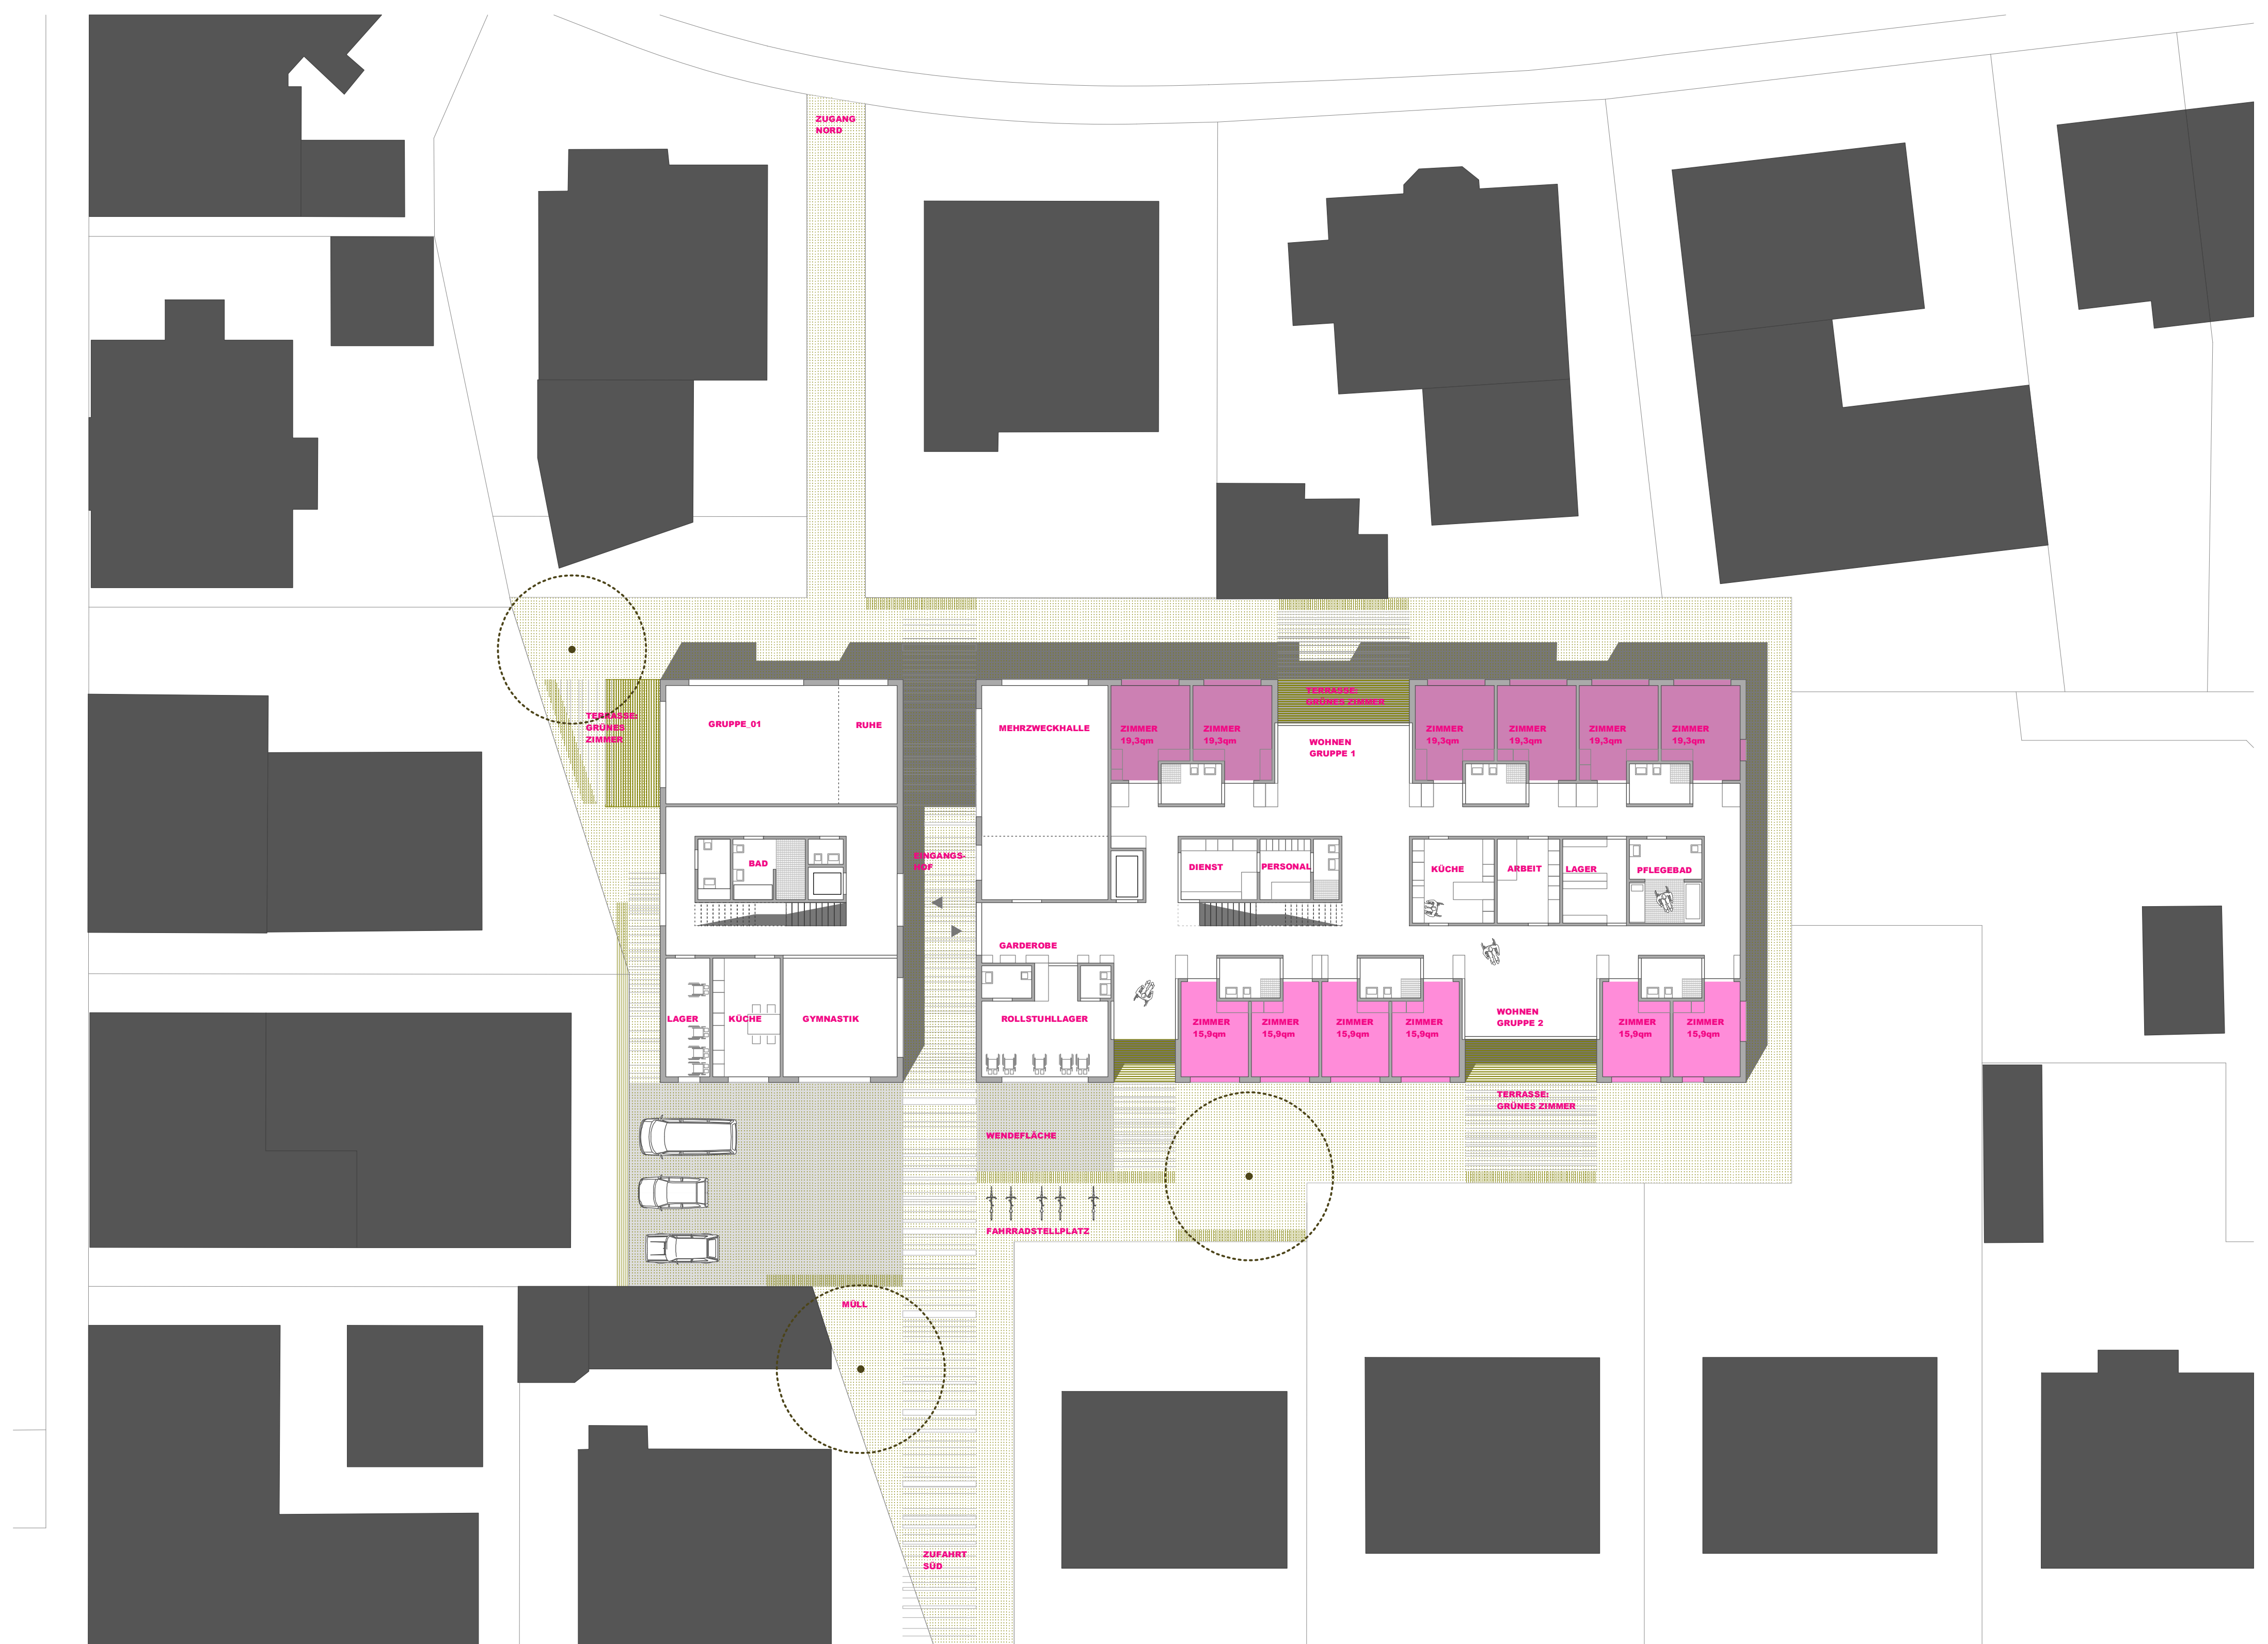 ZUGANG
NORD
TERRASSE:
GRÜNES
ZIMMER
GRUPPE_01
RUHE
MEHRZWECKHALLE
ZIMMER
19,3qm
ZIMMER
19,3qm
TERRASSE:
GRÜNES ZIMMER
WOHNEN
GRUPPE 1
ZIMMER
19,3qm
ZIMMER
19,3qm
ZIMMER
19,3qm
ZIMMER
19,3qm
BAD
EINGANGS-
HOF
DIENST
PERSONAL
KÜCHE
ARBEIT
LAGER
PFLEGEBAD
GARDEROBE
LAGER
KÜCHE
GYMNASTIK
ROLLSTUHLLAGER
ZIMMER
15,9qm
ZIMMER
15,9qm
ZIMMER
15,9qm
ZIMMER
15,9qm
WOHNEN
GRUPPE 2
ZIMMER
15,9qm
ZIMMER
15,9qm
TERRASSE:
GRÜNES ZIMMER
WENDEFLÄCHE
FAHRRADSTELLPLATZ
MÜLL
ZUFAHRT
SÜD